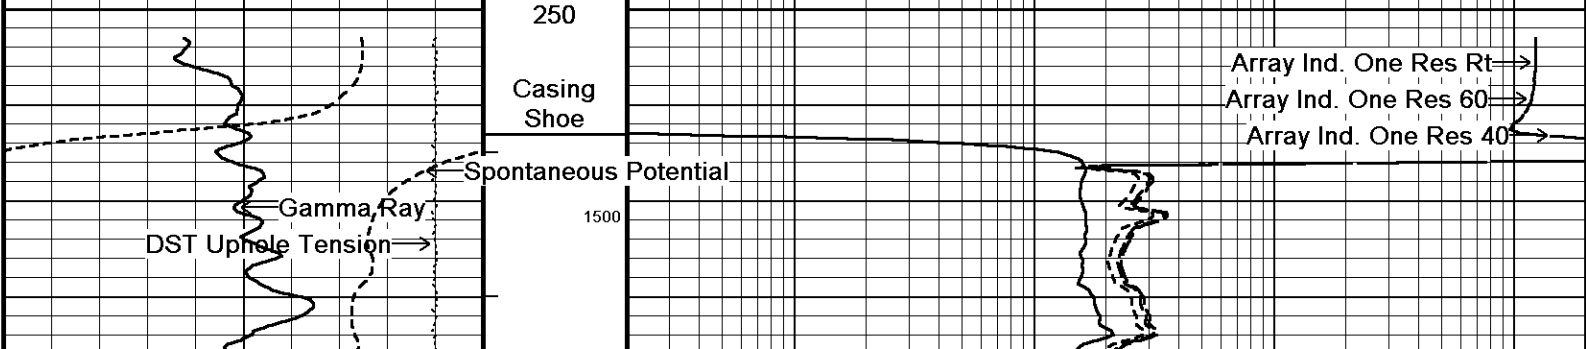 250
Casing
Shoe
Array Ind. One Res Rt
Array Ind. One Res 60
Array Ind. One Res 40
Spontaneous Potential
Gamma Ray
1500
DST Uphole Tension